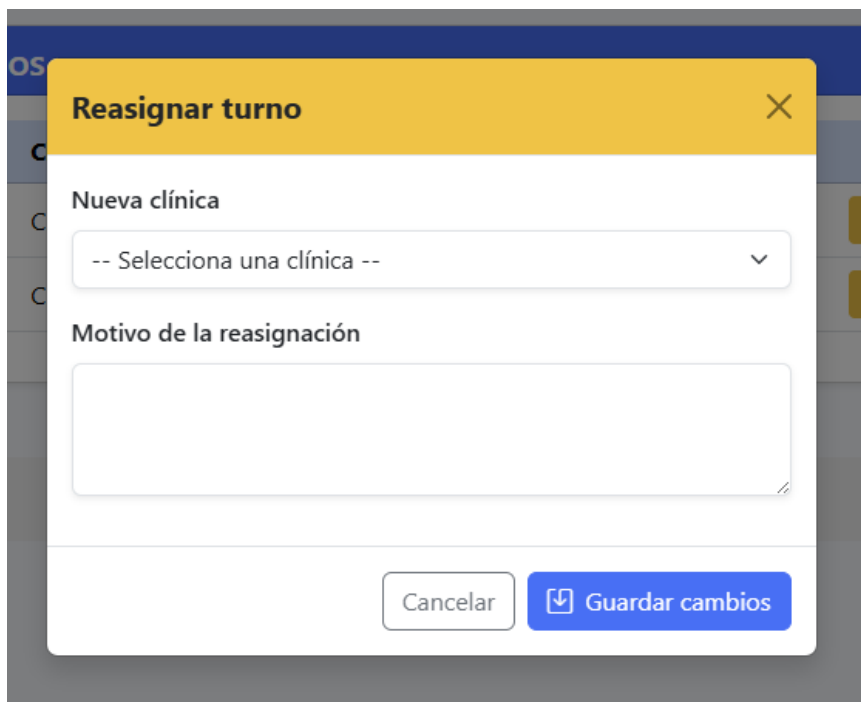 Reasignar turno
Nueva clínica
-- Selecciona una clínica --
Motivo de la reasignación
Cancelar
Guardar cambios